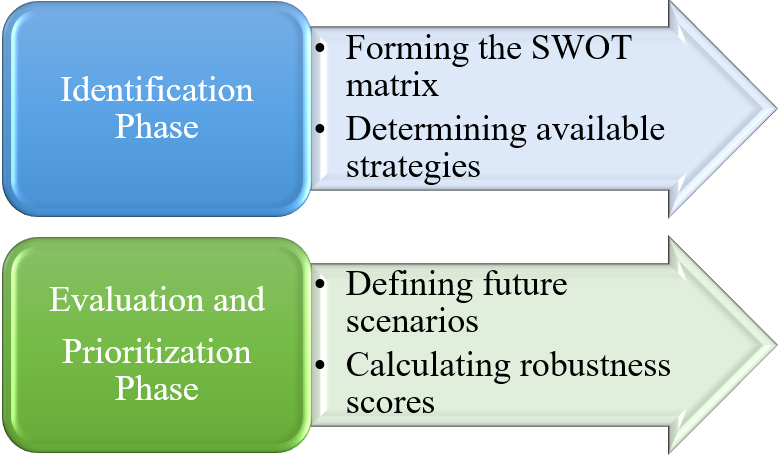 Identification
Phase
• Forming the SWOT
matrix
• Determining available
strategies
Evaluation and
Prioritization
Phase
• Defining future
scenarios
• Calculating robustness
scores